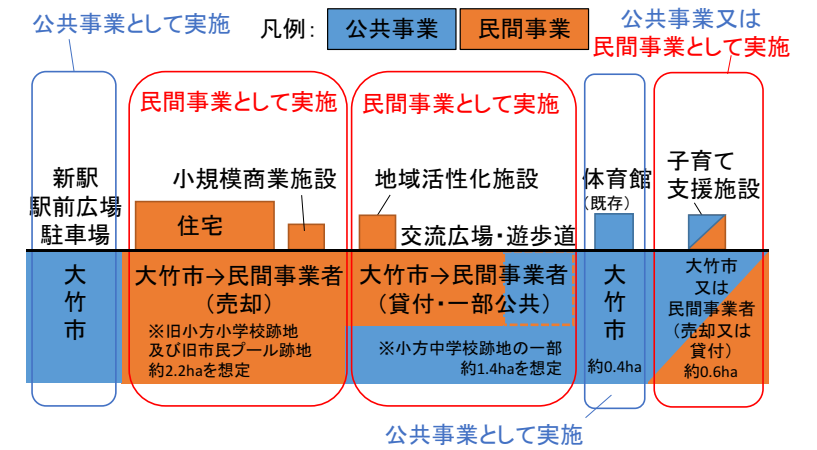 公共事業として実施
凡例：
公共事業
民間事業
公共事業又は
民間事業として実施
民間事業として実施
民間事業として実施
新駅
駅前広場
駐車場
小規模商業施設
住宅
地域活性化施設
交流広場・遊歩道
体育館
（既存）
子育て
支援施設
大
竹
市
大竹市→民間事業者
（売却）
※旧小方小学校跡地
及び旧市民プール跡地
約2.2haを想定
大竹市→民間事業者
（貸付・一部公共）
※小方中学校跡地の一部
約1.4haを想定
大
竹
市
約0.4ha
大竹市
又は
民間事業者
（売却又は
貸付）
約0.6ha
公共事業として実施